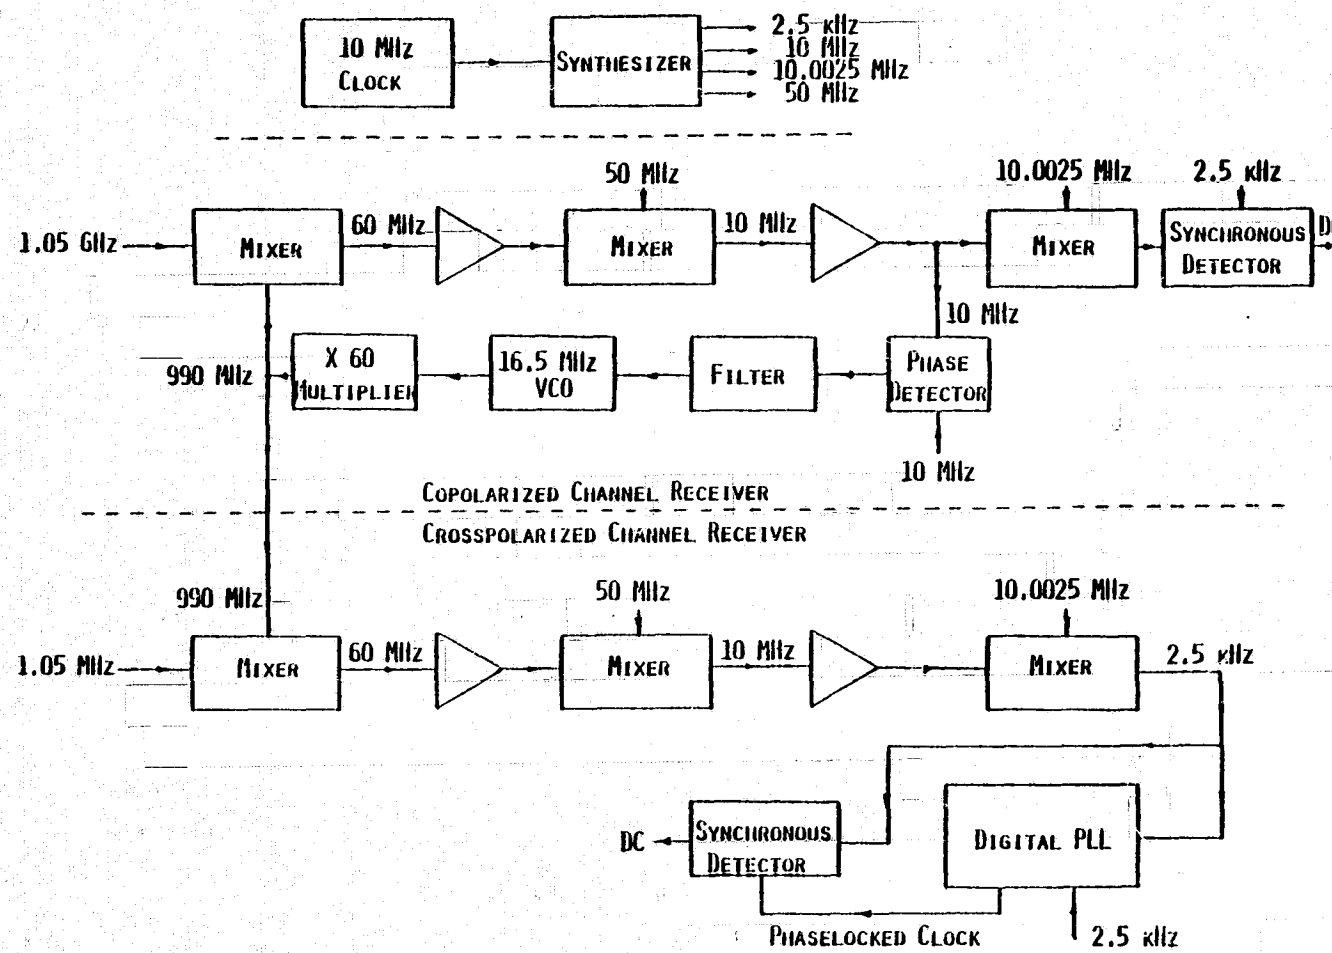 10 MHz
CLOCK
SYNTHESIZER
2.5 KHz
10 MHz
10.0025 MHz
50 MHz
50 MHz
10.0025 MHz
2.5 KHz
1.05 GHz
MIXER
60 MHz
MIXER
10 MHz
MIXER
SYNCHRONOUS
DETECTOR
D
10 MHz
990 MHz
X 60
MULTIPLIER
16.5 MHz
VCO
FILTER
PHASE
DETECTOR
10 MHz
COPOLARIZED CHANNEL RECEIVER
CROSSPOLARIZED CHANNEL RECEIVER
990 MHz
50 MHz
10.0025 MHz
1.05 MHz
MIXER
60 MHz
MIXER
10 MHz
MIXER
2.5 KHz
DC
SYNCHRONOUS
DETECTOR
DIGITAL PLL
PHASELOCKED CLOCK
2.5 KHz